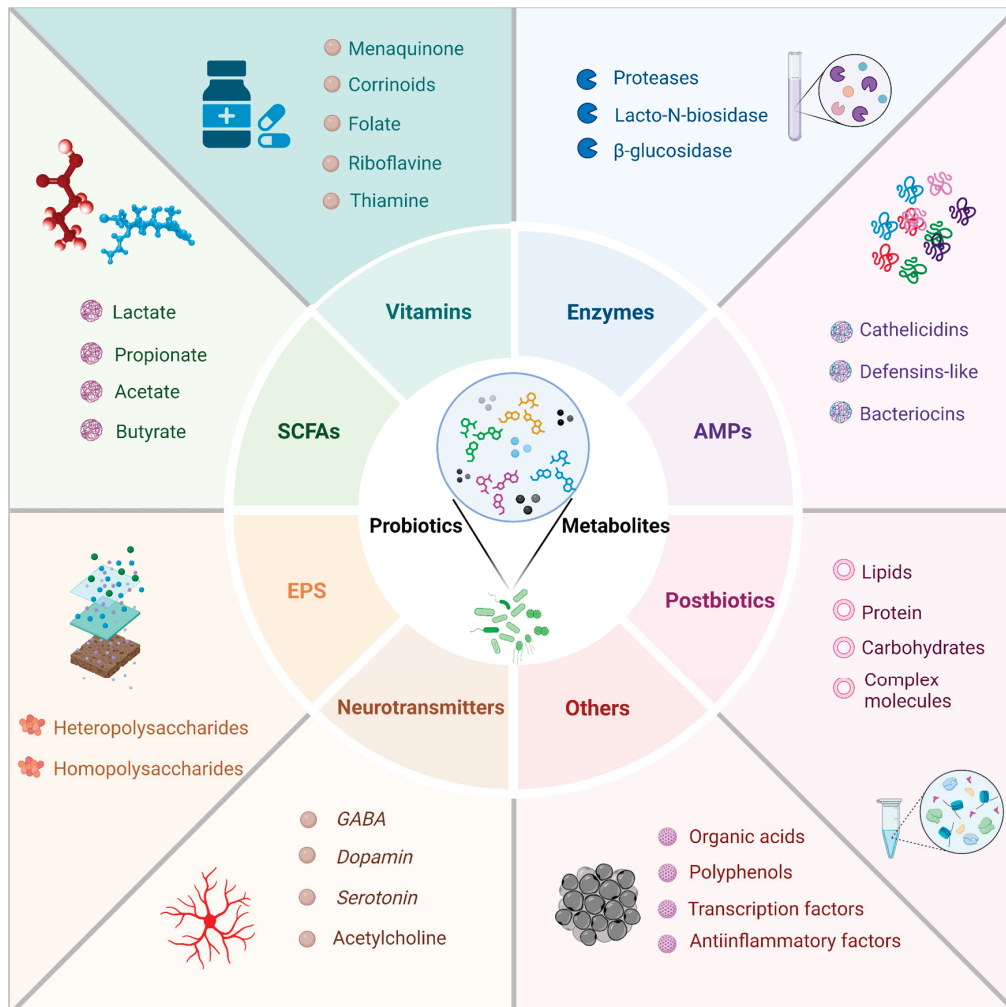 Menaquinone
Corrinoids
Folate
Riboflavine
Thiamine
Proteases
Lacto-N-biosidase
β-glucosidase
Lactate
Propionate
Acetate
Butyrate
Vitamins
Enzymes
SCFAs
AMPs
Cathelicidins
Defensins-like
Bacteriocins
Probiotics
Metabolites
EPS
Postbiotics
Neurotransmitters
Others
Lipids
Protein
Carbohydrates
Complex
molecules
Heteropolysaccharides
Homopolysaccharides
GABA
Dopamin
Serotonin
Acetylcholine
Organic acids
Polyphenols
Transcription factors
Antiinflammatory factors